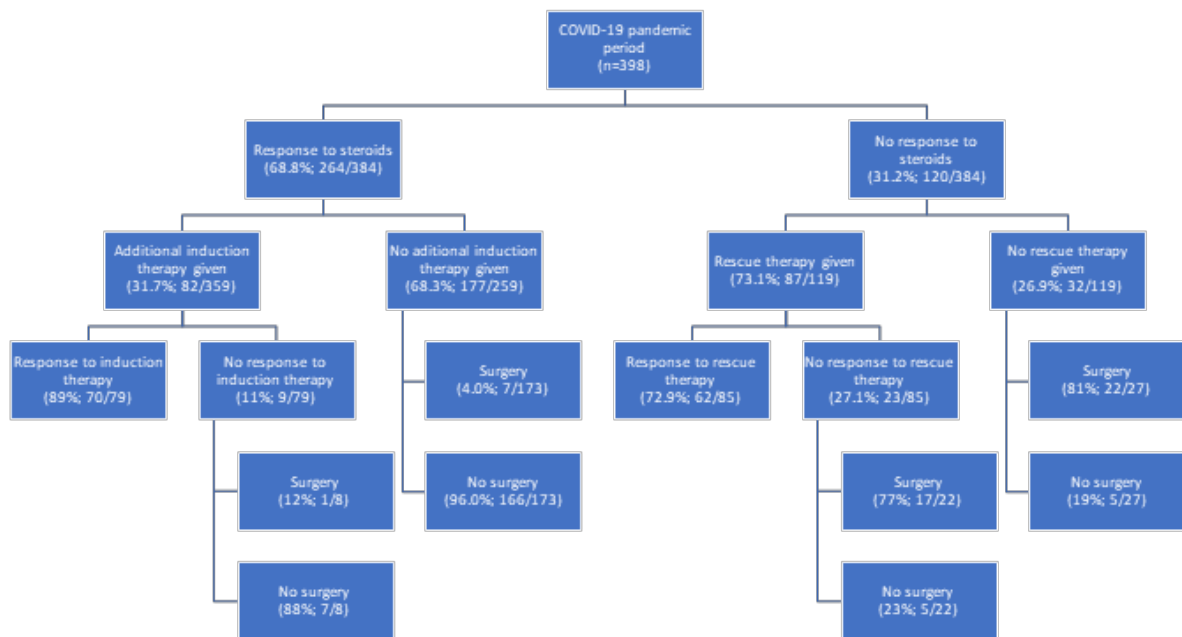 COVID-19 pandemic
period
(n=398)
Response to steroids
(68.8%; 264/384)
No response to
steroids
(31.2%; 120/384)
Additional induction
therapy given
(31.7%; 82/359)
No aditional induction
therapy given
(68.3%; 177/259)
Rescue therapy given
(73.1%; 87/119)
No rescue therapy
given
(26.9%; 32/119)
Response to induction
therapy
(89%; 70/79)
No response to
induction therapy
(11%; 9/79)
Surgery
(4.0%; 7/173)
Response to rescue
therapy
(72.9%; 62/85)
No response to rescue
therapy
(27.1%; 23/85)
Surgery
(81%; 22/27)
Surgery
(12%; 1/8)
No surgery
(96.0%; 166/173)
Surgery
(77%; 17/22)
No surgery
(19%; 5/27)
No surgery
(88%; 7/8)
No surgery
(23%; 5/22)